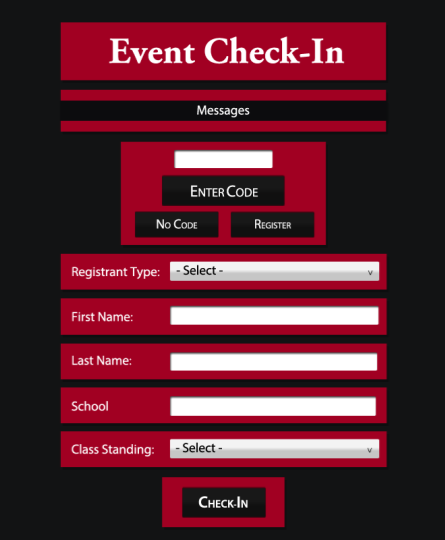 Event Check-In
Messages
Enter Code
No Code Register
Registrant Type: - Select - v
First Name:
Last Name:
School
Class Standing: - Select - v
Check-In